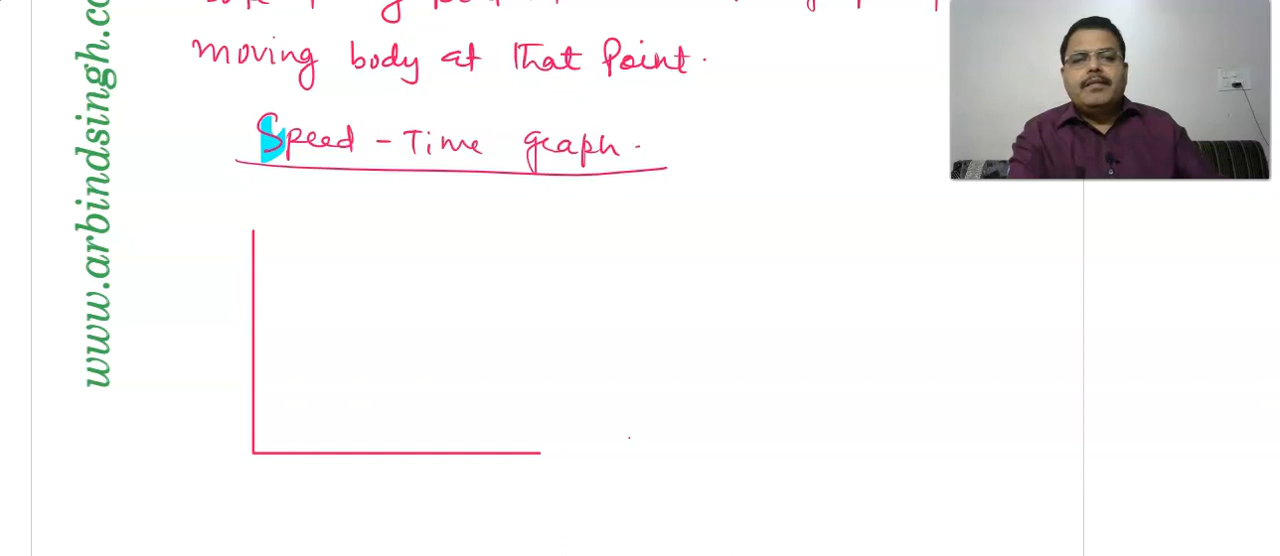 moving body at that Point.
Speed - Time graph.
www.arbindsingh.co